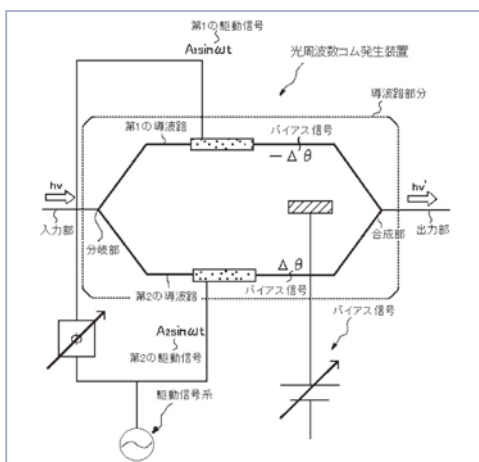 第1の駆動信号
A1sinωt
光周波数コム発生装置
導波路部分
第1の導波路
バイアス信号
−Δθ
hν
hν'
入力部
分岐部
合成部
出力部
Δθ
第2の導波路
バイアス信号
A2sinωt
バイアス信号
Φ
第2の駆動信号
駆動信号系